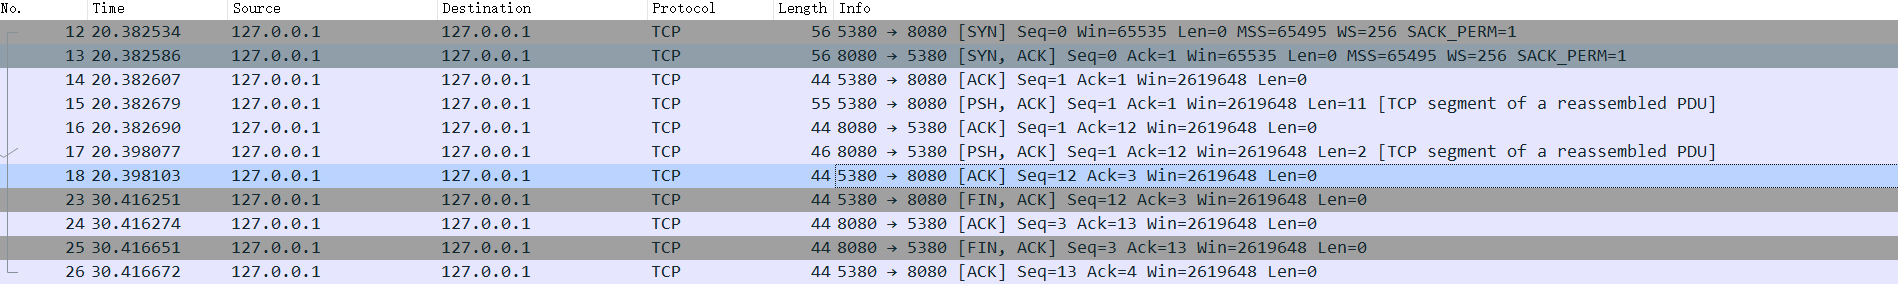 No. Time Source Destination Protocol Length Info
12 20.382534 127.0.0.1 127.0.0.1 TCP 56 5380 → 8080 [SYN] Seq=0 Win=65535 Len=0 MSS=65495 WS=256 SACK_PERM=1
13 20.382586 127.0.0.1 127.0.0.1 TCP 56 8080 → 5380 [SYN, ACK] Seq=0 Ack=1 Win=65535 Len=0 MSS=65495 WS=256 SACK_PERM=1
14 20.382607 127.0.0.1 127.0.0.1 TCP 44 5380 → 8080 [ACK] Seq=1 Ack=1 Win=2619648 Len=0
15 20.382679 127.0.0.1 127.0.0.1 TCP 55 5380 → 8080 [PSH, ACK] Seq=1 Ack=1 Win=2619648 Len=11 [TCP segment of a reassembled PDU]
16 20.382690 127.0.0.1 127.0.0.1 TCP 44 8080 → 5380 [ACK] Seq=1 Ack=12 Win=2619648 Len=0
17 20.398077 127.0.0.1 127.0.0.1 TCP 46 8080 → 5380 [PSH, ACK] Seq=1 Ack=12 Win=2619648 Len=2 [TCP segment of a reassembled PDU]
18 20.398103 127.0.0.1 127.0.0.1 TCP 44 5380 → 8080 [ACK] Seq=12 Ack=3 Win=2619648 Len=0
23 30.416251 127.0.0.1 127.0.0.1 TCP 44 5380 → 8080 [FIN, ACK] Seq=12 Ack=3 Win=2619648 Len=0
24 30.416274 127.0.0.1 127.0.0.1 TCP 44 8080 → 5380 [ACK] Seq=3 Ack=13 Win=2619648 Len=0
25 30.416651 127.0.0.1 127.0.0.1 TCP 44 8080 → 5380 [FIN, ACK] Seq=3 Ack=13 Win=2619648 Len=0
26 30.416672 127.0.0.1 127.0.0.1 TCP 44 5380 → 8080 [ACK] Seq=13 Ack=4 Win=2619648 Len=0